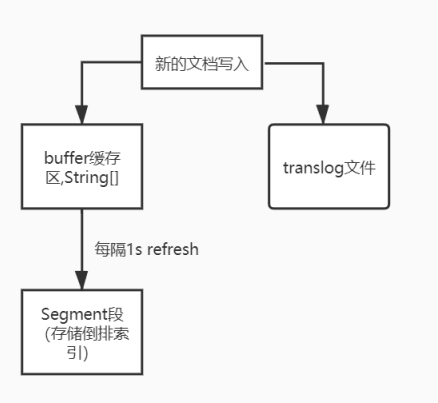 新的文档写入
buffer缓存
区,String[]
translog文件
每隔1s refresh
Segment段
（存储倒排索
引）